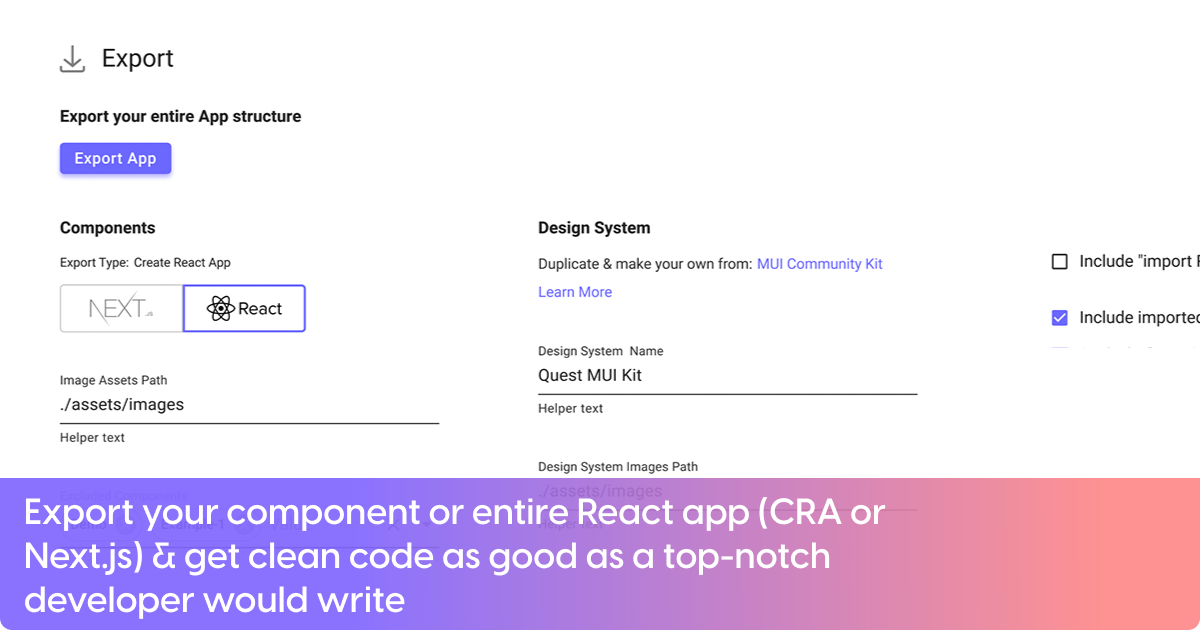 Export
Export your entire App structure
Export App
Components
Export Type: Create React App
NEXT.js
React
Image Assets Path
./assets/images
Helper text
Design System
Duplicate & make your own from: MUI Community Kit
Learn More
Design System Name
Quest MUI Kit
Helper text
Design System Images Path
./assets/images
Helper text
Include "import
Include imported
Export your component or entire React app (CRA or
Next.js) & get clean code as good as a top-notch
developer would write